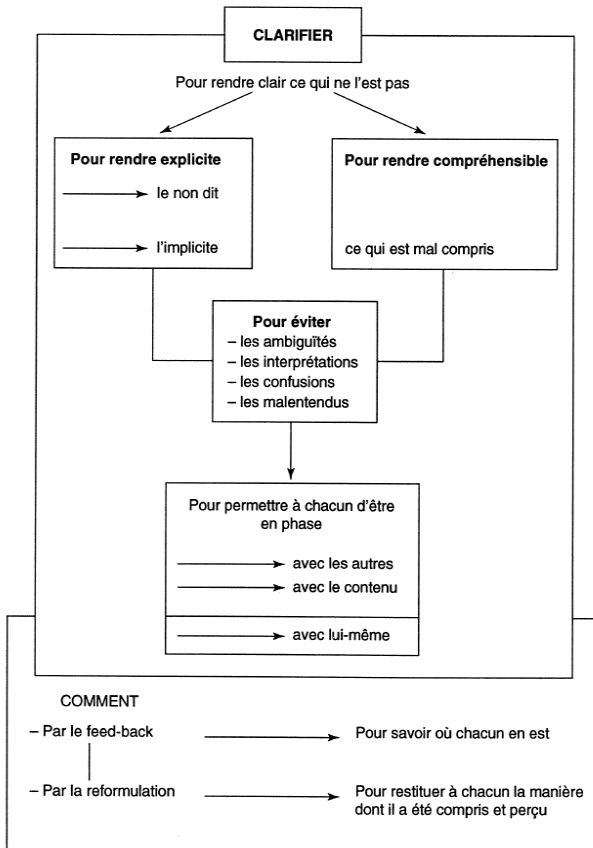 CLARIFIER
Pour rendre clair ce qui ne l'est pas
Pour rendre explicite
le non dit
l'implicite
Pour rendre compréhensible
ce qui est mal compris
Pour éviter
– les ambiguïtés
– les interprétations
– les confusions
– les malentendus
Pour permettre à chacun d'être
en phase
avec les autres
avec le contenu
avec lui-même
COMMENT
– Par le feed-back
Pour savoir où chacun en est
– Par la reformulation
Pour restituer à chacun la manière
dont il a été compris et perçu